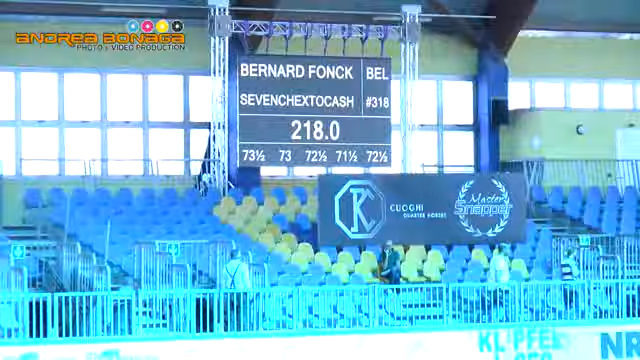 ANDREA BONAGA
PHOTO & VIDEO PRODUCTION
BERNARD FONCK BEL
SEVENCHEXTOCASH #318
218.0
73½ 73 72½ 71½ 72½
CUOGHI
QUARTER HORSES
Master
Snapper